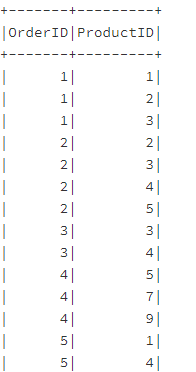 +-------+---------+
|OrderID|ProductID|
+-------+---------+
|      1|        1|
|      1|        2|
|      1|        3|
|      2|        2|
|      2|        3|
|      2|        4|
|      2|        5|
|      3|        3|
|      3|        4|
|      4|        5|
|      4|        7|
|      4|        9|
|      5|        1|
|      5|        4|